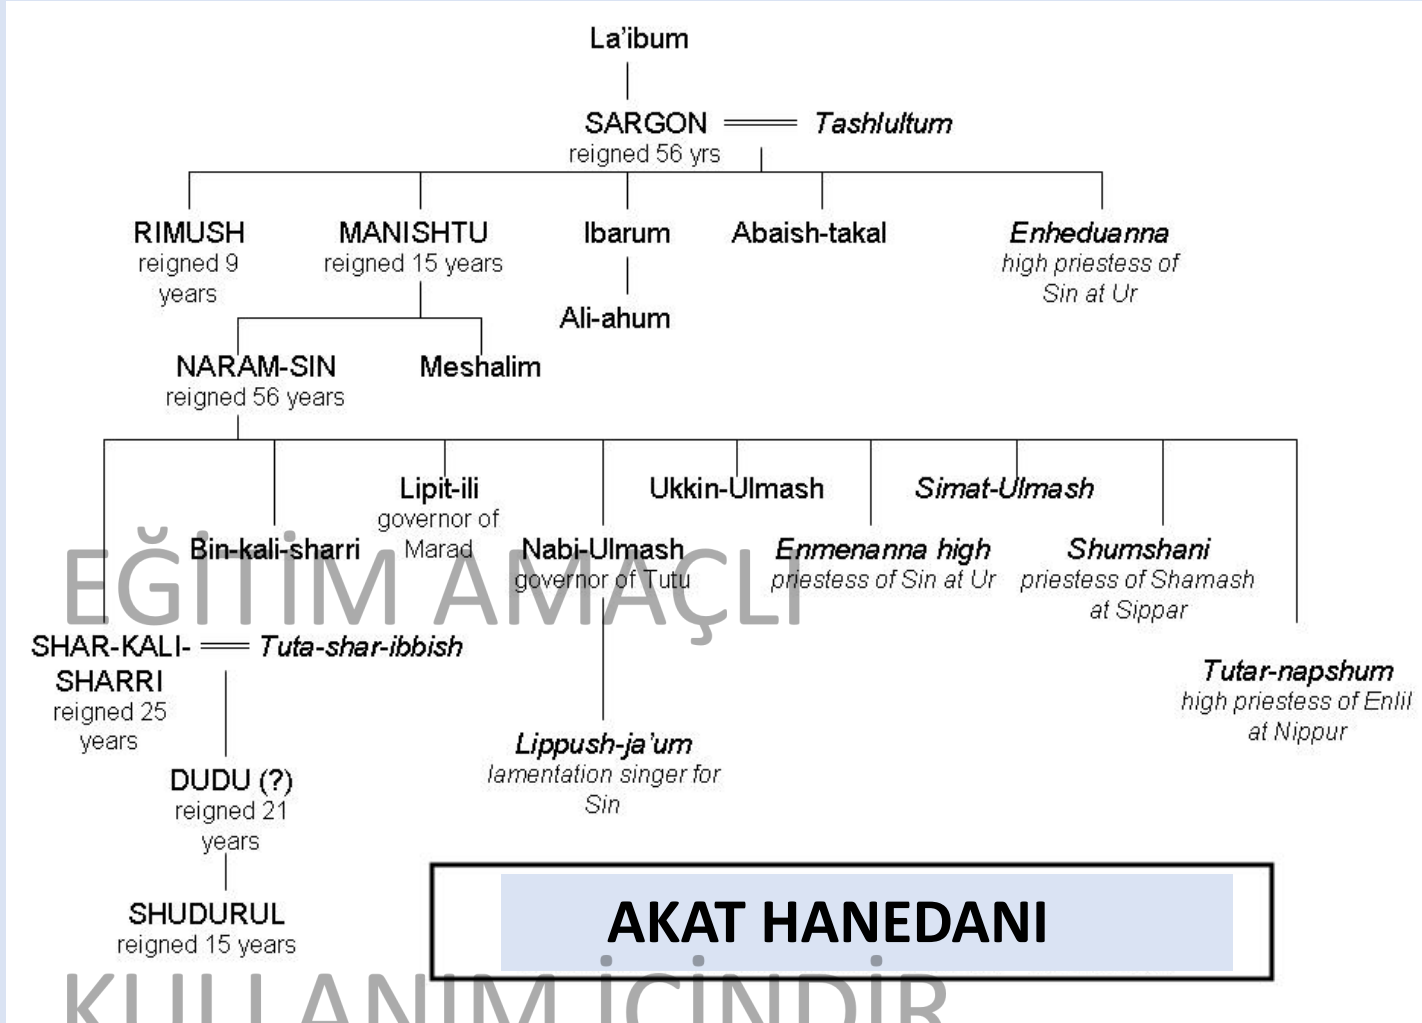 La’ibum
SARGON
Tashlultum
reigned 56 yrs
RIMUSH
reigned 9
years
MANISHTU
reigned 15 years
Ibarum
Abaish-takal
Enheduanna
high priestess of
Sin at Ur
Ali-ahum
NARAM-SIN
reigned 56 years
Meshalim
Lipit-ili
governor of
Marad
Ukkin-Ulmash
Simat-Ulmash
Bin-kali-sharri
Nabi-Ulmash
governor of Tutu
Enmenanna high
priestess of Sin at Ur
Shumshani
priestess of Shamash
at Sippar
EĞİTİM AMAÇLI
SHAR-KALI-
SHARRI
reigned 25
years
Tuta-shar-ibbish
Tutar-napshum
high priestess of Enlil
at Nippur
Lippush-ja’um
lamentation singer for
Sin
DUDU (?)
reigned 21
years
SHUDURUL
reigned 15 years
AKAT HANEDANI
KULLANIM İÇİNDİR